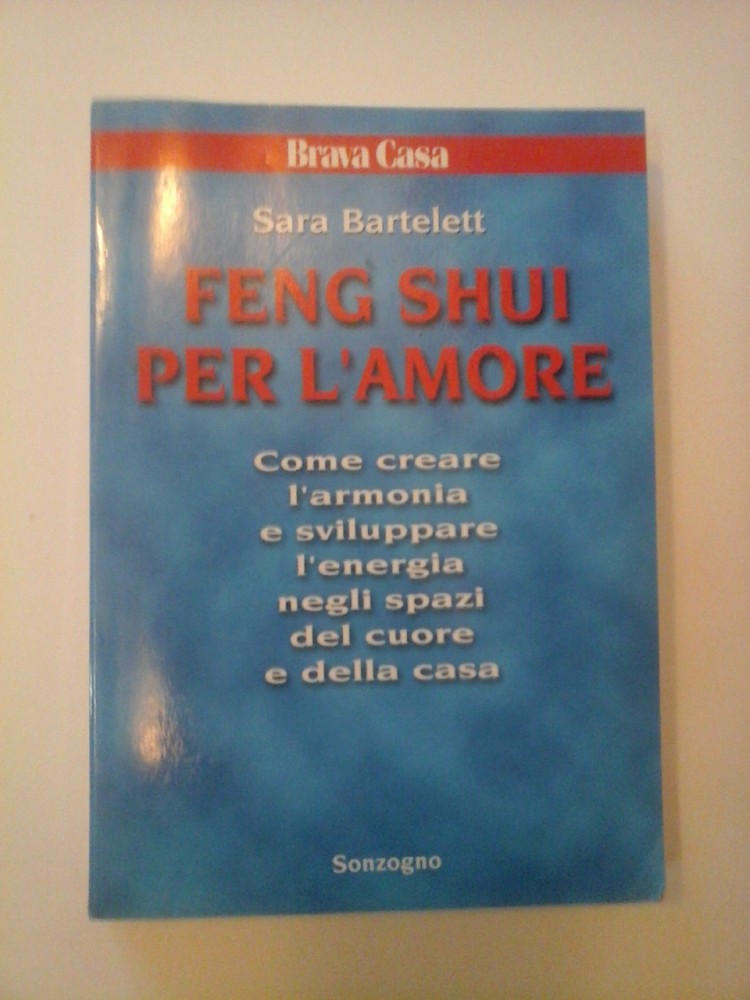 Brava Casa
Sara Bartelett
FENG SHUI
PER L'AMORE
Come creare
l'armonia
e sviluppare
l'energia
negli spazi
del cuore
e della casa
Sonzogno